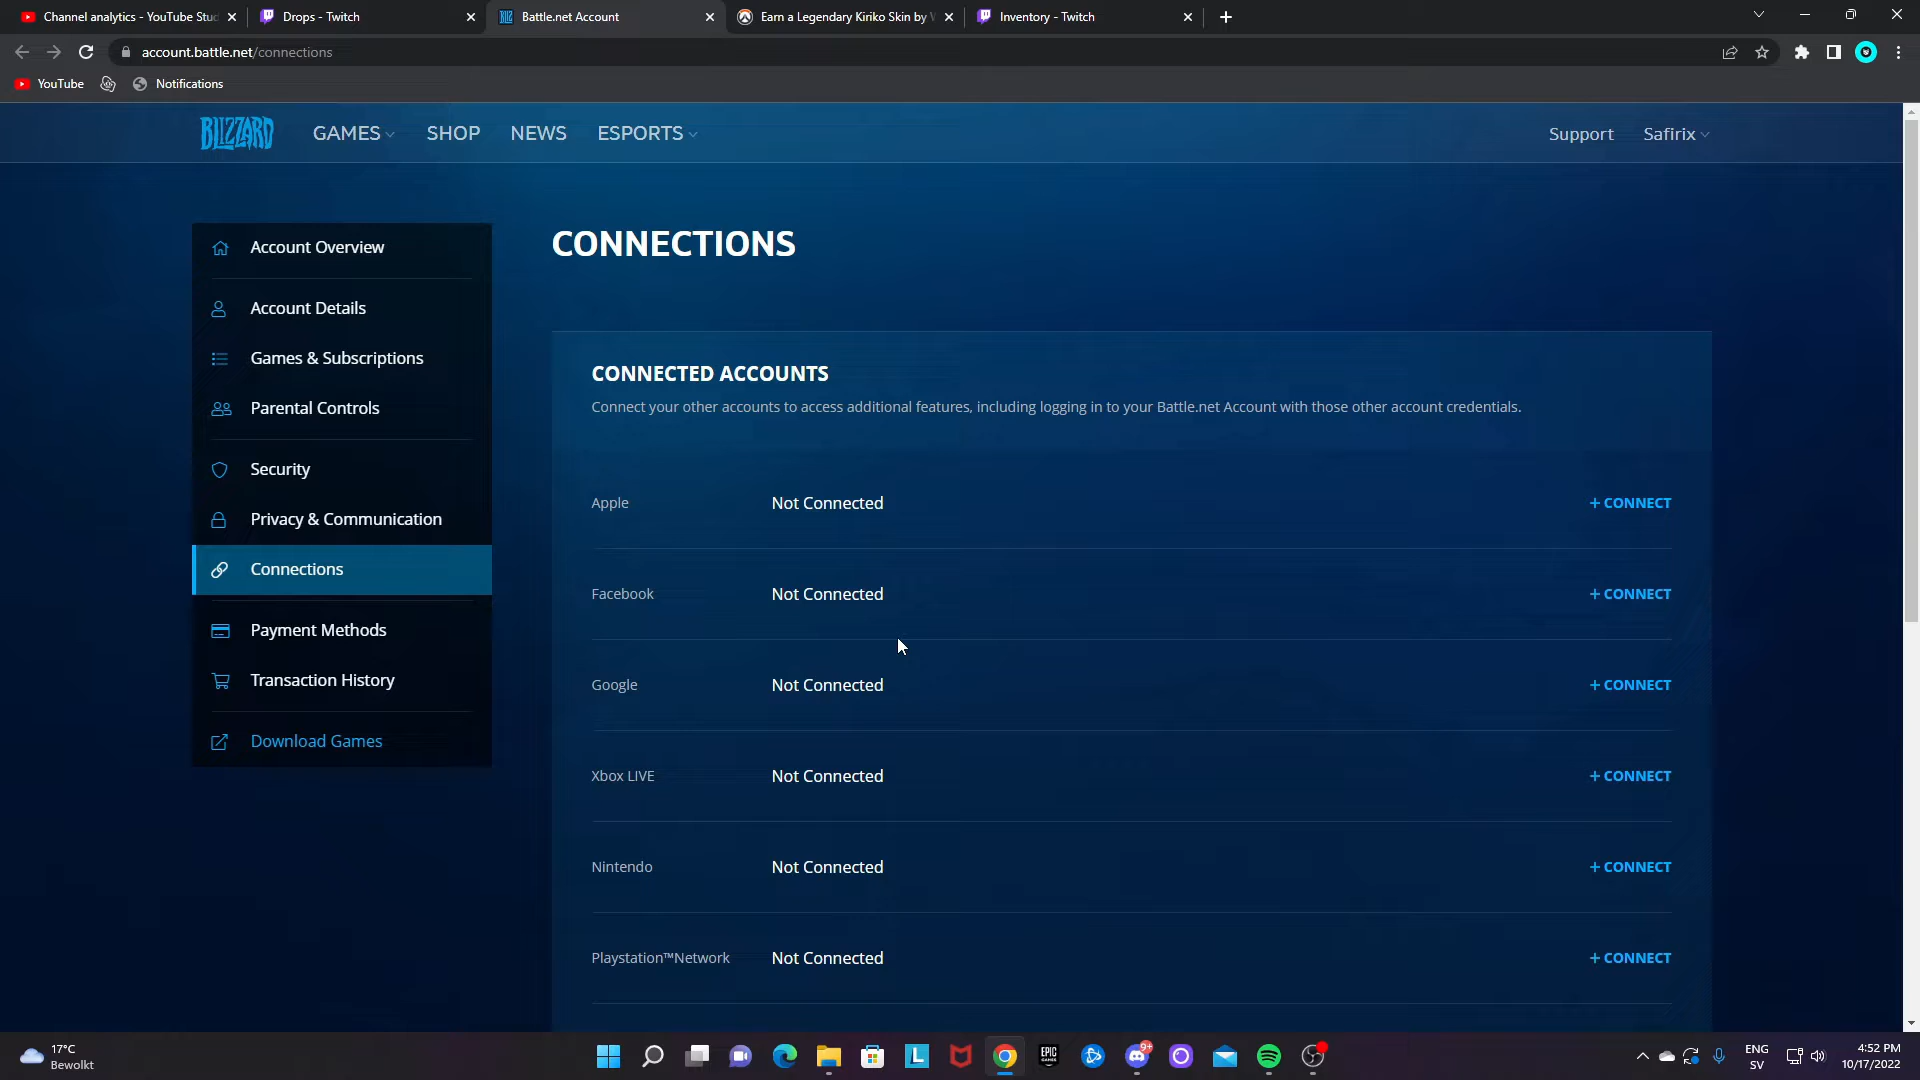 Channel analytics - YouTube Stu
Drops - Twitch
Battle.net Account
Earn a Legendary Kiriko Skin by
Inventory - Twitch
account.battle.net/connections
YouTube
Notifications
BLIZZARD
GAMES
SHOP
NEWS
ESPORTS
Support
Safirix
Account Overview
Account Details
Games & Subscriptions
Parental Controls
Security
Privacy & Communication
Connections
Payment Methods
Transaction History
Download Games
CONNECTIONS
CONNECTED ACCOUNTS
Connect your other accounts to access additional features, including logging in to your Battle.net Account with those other account credentials.
Apple Not Connected + CONNECT
Facebook Not Connected + CONNECT
Google Not Connected + CONNECT
Xbox LIVE Not Connected + CONNECT
Nintendo Not Connected + CONNECT
Playstation™Network Not Connected + CONNECT
17°C
Bewolkt
L
EPIC
GAMES
9+
ENG
SV
4:52 PM
10/17/2022